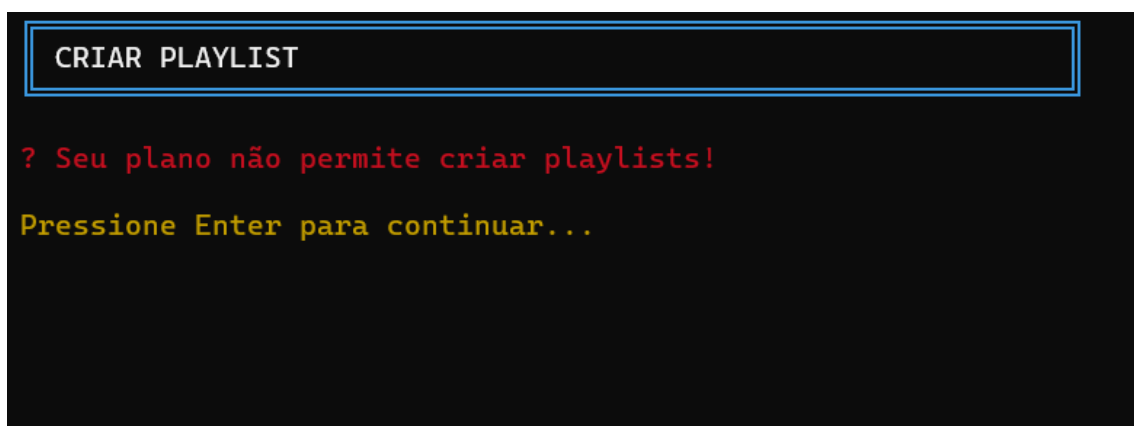 CRIAR PLAYLIST
? Seu plano não permite criar playlists!
Pressione Enter para continuar...